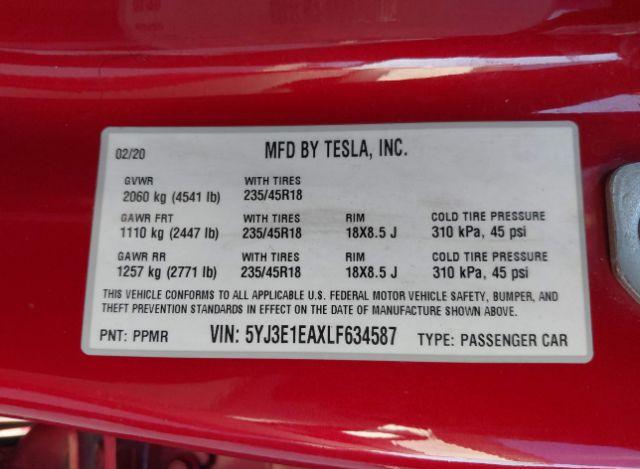 02/20 MFD BY TESLA, INC.
GVWR WITH TIRES
2060 kg (4541 lb) 235/45R18
GAWR FRT WITH TIRES RIM COLD TIRE PRESSURE
1110 kg (2447 lb) 235/45R18 18X8.5 J 310 kPa, 45 psi
GAWR RR WITH TIRES RIM COLD TIRE PRESSURE
1257 kg (2771 lb) 235/45R18 18X8.5 J 310 kPa, 45 psi
THIS VEHICLE CONFORMS TO ALL APPLICABLE U.S. FEDERAL MOTOR VEHICLE SAFETY, BUMPER, AND
THEFT PREVENTION STANDARDS IN EFFECT ON THE DATE OF MANUFACTURE SHOWN ABOVE.
PNT: PPMR VIN: 5YJ3E1EAXLF634587 TYPE: PASSENGER CAR